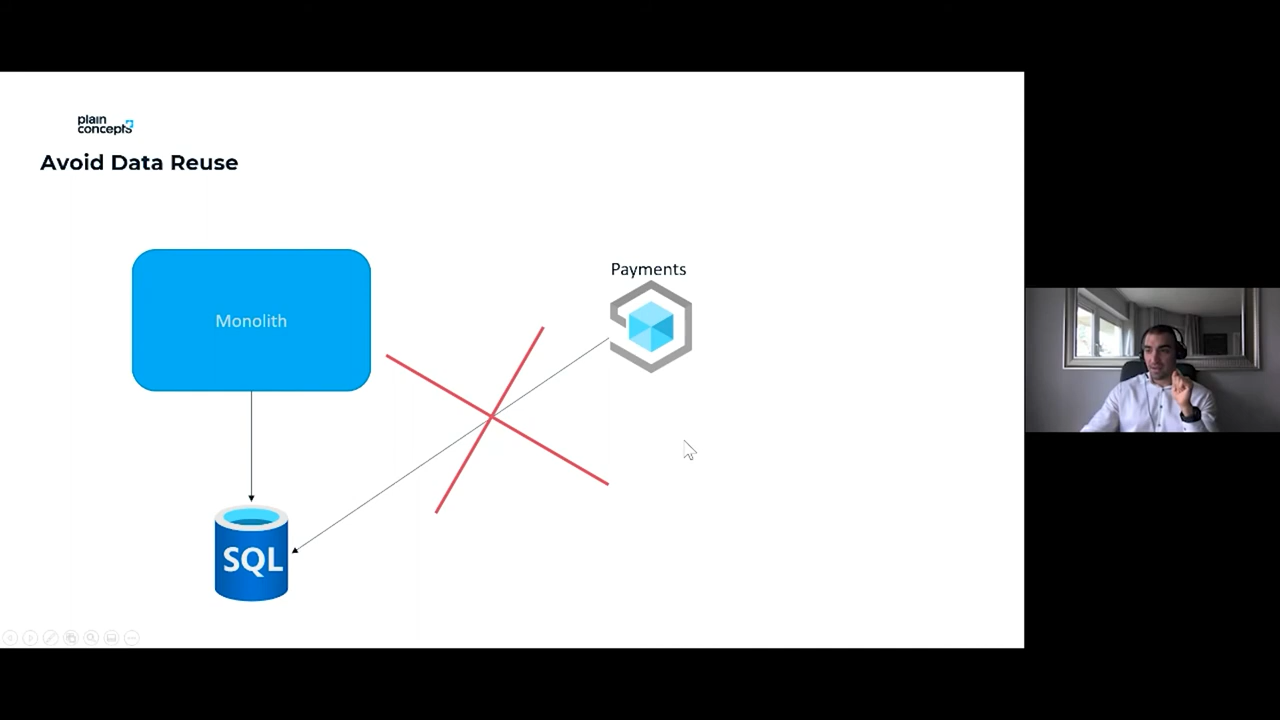 plain
concepts
Avoid Data Reuse
Payments
Monolith
SQL